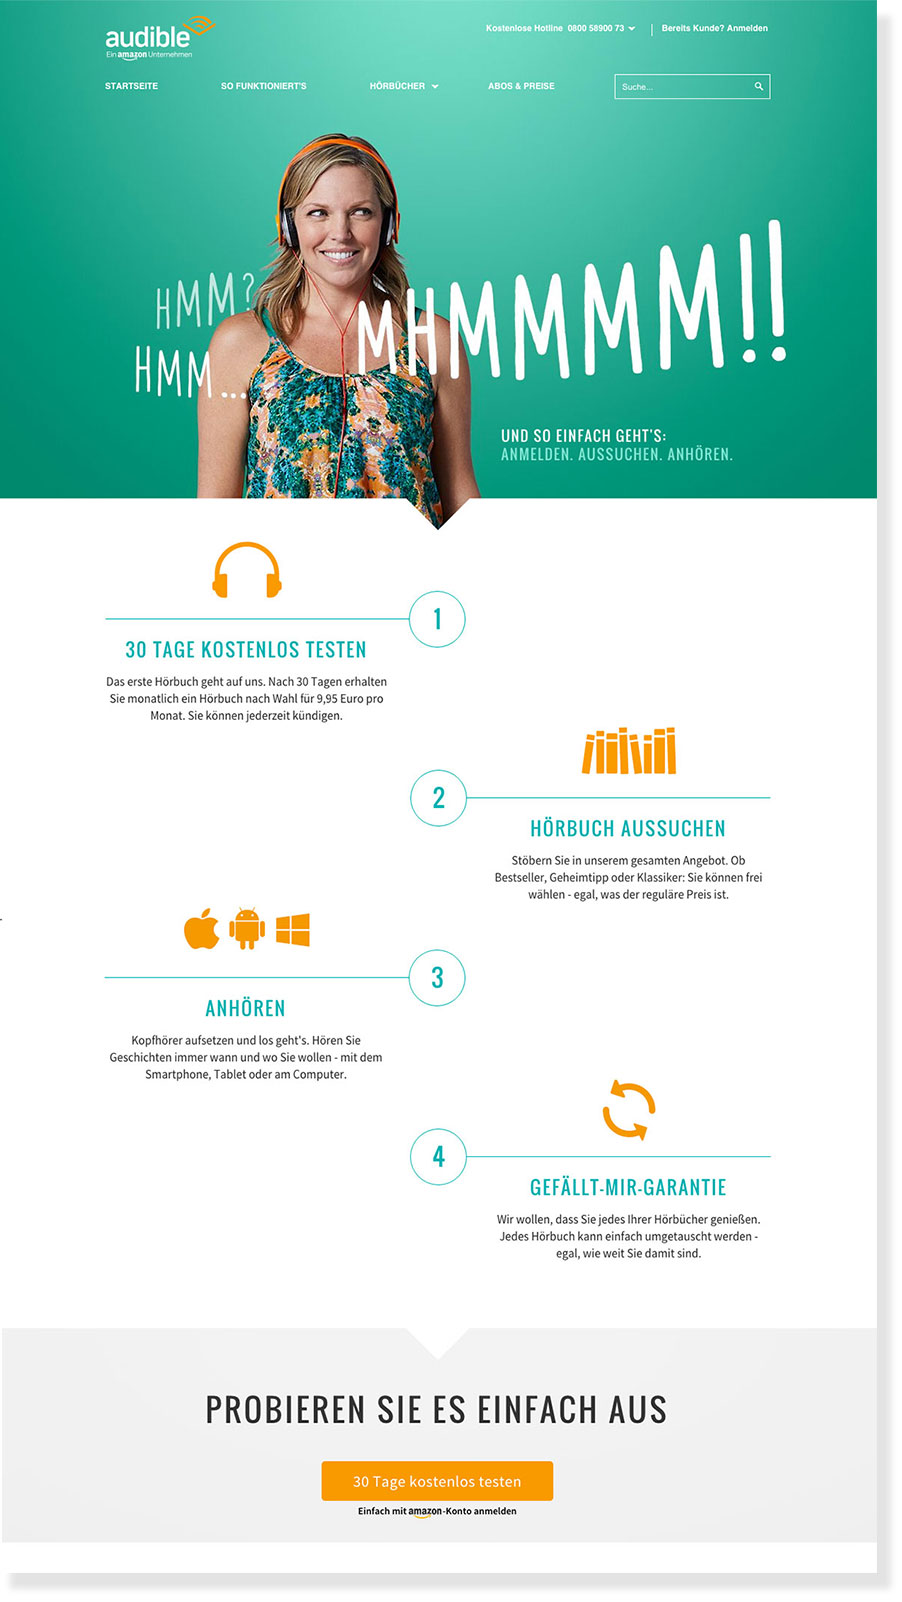 audible
Ein amazon Unternehmen
Kostenlose Hotline 0800 58900 73
Bereits Kunde? Anmelden
STARTSEITE
SO FUNKTIONIERT'S
HÖRBÜCHER
ABOS & PREISE
Suche...
HMM?
HMM...
MHMMMMM!!
UND SO EINFACH GEHT'S:
ANMELDEN. AUSSUCHEN. ANHÖREN.
1
30 TAGE KOSTENLOS TESTEN
Das erste Hörbuch geht auf uns. Nach 30 Tagen erhalten
Sie monatlich ein Hörbuch nach Wahl für 9,95 Euro pro
Monat. Sie können jederzeit kündigen.
2
HÖRBUCH AUSSUCHEN
Stöbern Sie in unserem gesamten Angebot. Ob
Bestseller, Geheimtipp oder Klassiker: Sie können frei
wählen - egal, was der reguläre Preis ist.
3
ANHÖREN
Kopfhörer aufsetzen und los geht's. Hören Sie
Geschichten immer wann und wo Sie wollen - mit dem
Smartphone, Tablet oder am Computer.
4
GEFÄLLT-MIR-GARANTIE
Wir wollen, dass Sie jedes Ihrer Hörbücher genießen.
Jedes Hörbuch kann einfach umgetauscht werden -
egal, wie weit Sie damit sind.
PROBIEREN SIE ES EINFACH AUS
30 Tage kostenlos testen
Einfach mit amazon-Konto anmelden